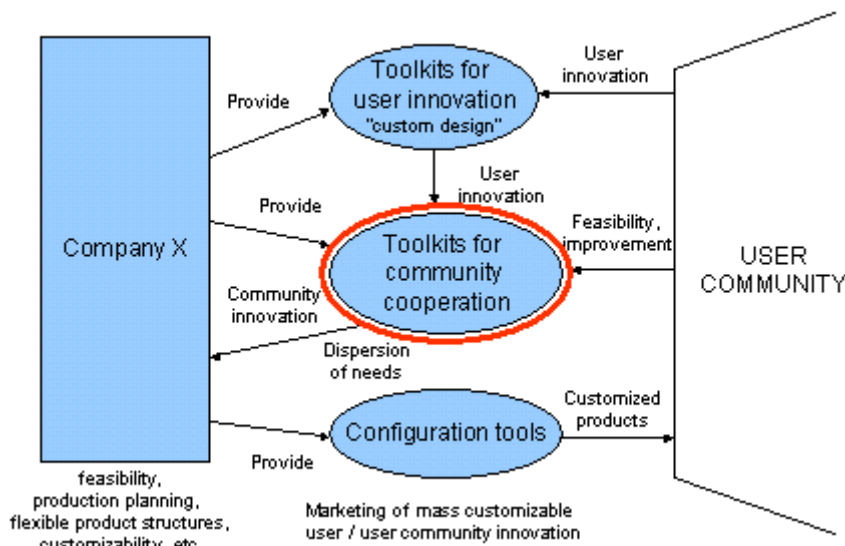 Toolkits for
user innovation
"custom design"
User
innovation
Provide
User
innovation
Provide
Toolkits for
community
cooperation
Feasibility,
improvement
Company X
USER
COMMUNITY
Community
innovation
Dispersion
of needs
Configuration tools
Customized
products
Provide
feasibility,
production planning,
flexible product structures,
customizability, etc
Marketing of mass customizable
user / user community innovation